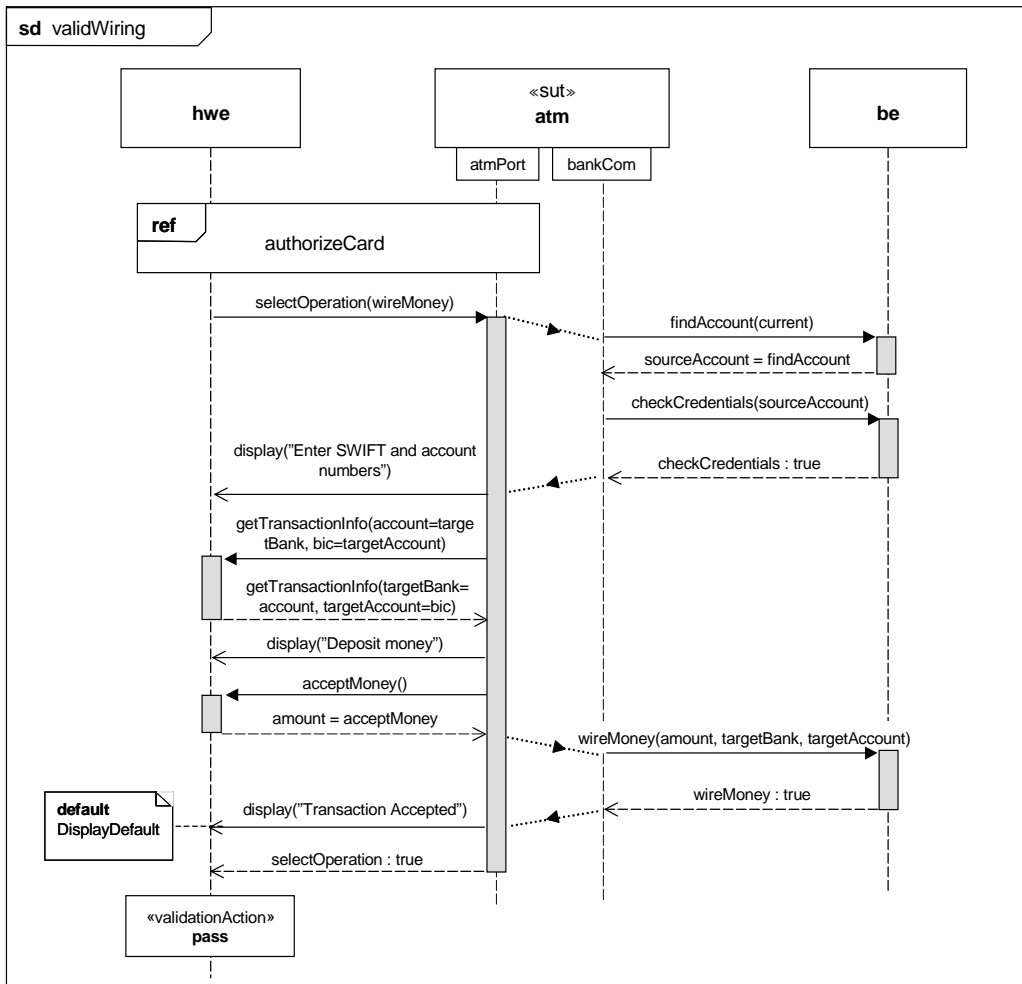 sd validWiring
hwe
«sut»
atm
be
atmPort
bankCom
ref
authorizeCard
selectOperation(wireMoney)
findAccount(current)
sourceAccount = findAccount
checkCredentials(sourceAccount)
display(”Enter SWIFT and account
numbers”)
checkCredentials : true
getTransactionInfo(account=targe
tBank, bic=targetAccount)
getTransactionInfo(targetBank=
account, targetAccount=bic)
display(”Deposit money”)
acceptMoney()
amount = acceptMoney
wireMoney(amount, targetBank, targetAccount)
wireMoney : true
default
DisplayDefault
display(”Transaction Accepted”)
selectOperation : true
«validationAction»
pass